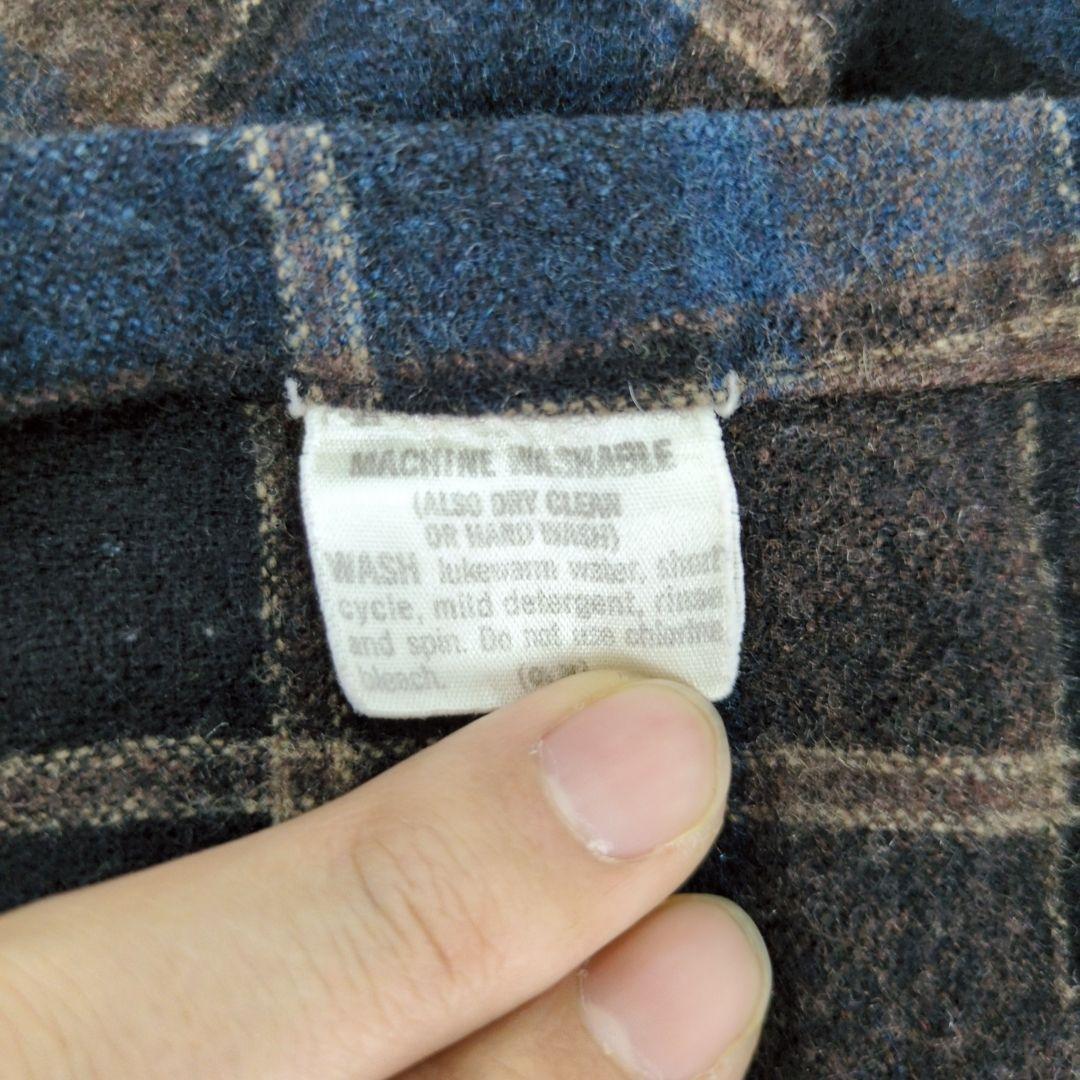 MACHINE WASHABLE
(ALSO DRY CLEAN
OR HAND WASH)
WASH lukewarm water, short
cycle, mild detergent, rinse
and spin. Do not use chlorine
bleach. (over)